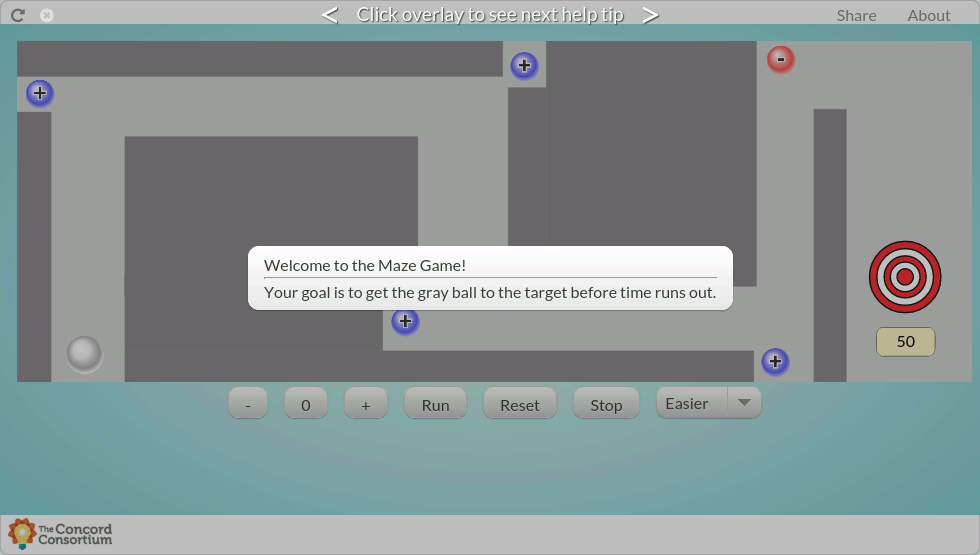 < Click overlay to see next help tip >
Share About
+
-
+
Welcome to the Maze Game!
Your goal is to get the gray ball to the target before time runs out.
+
50
+
- 0 + Run Reset Stop Easier
The Concord
Consortium